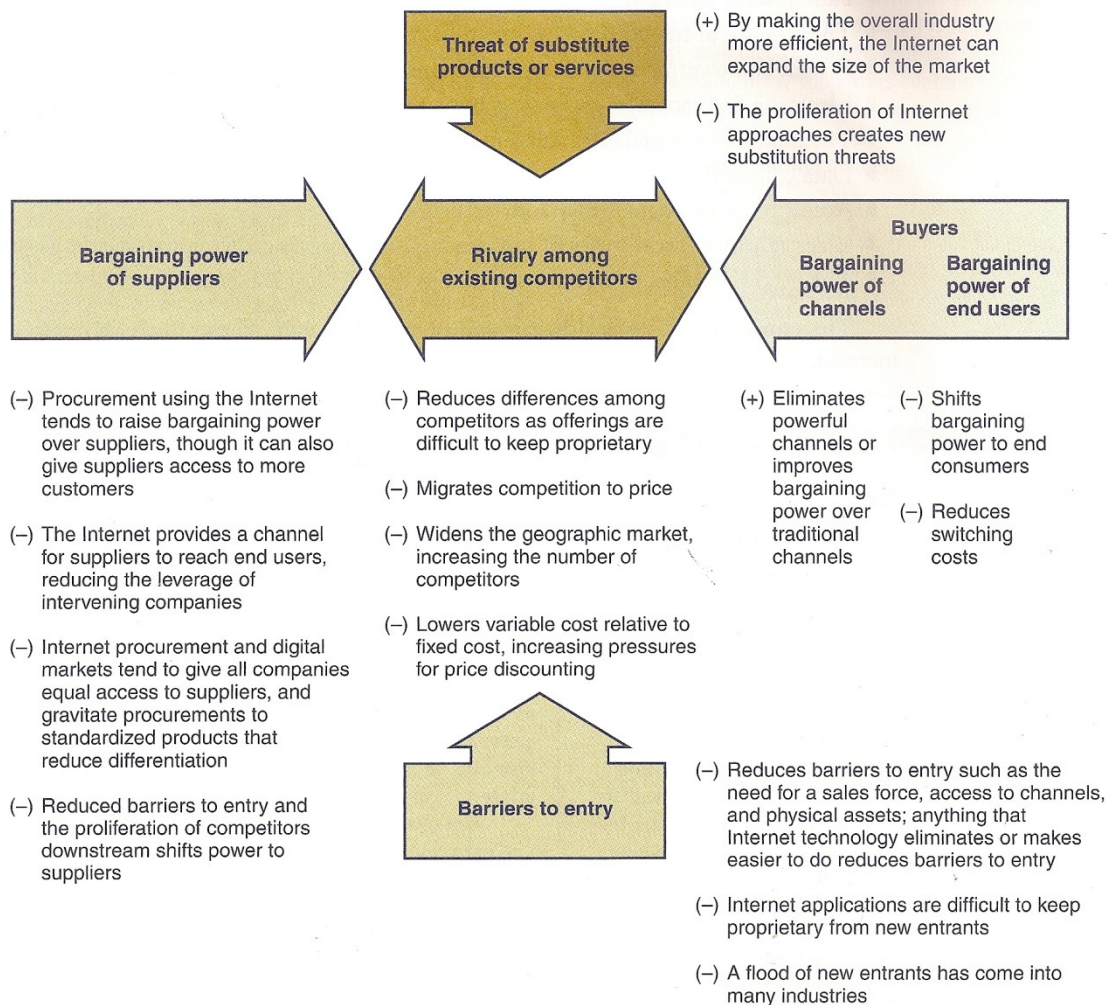 Threat of substitute
products or services
(+) By making the overall industry
more efficient, the Internet can
expand the size of the market
(–) The proliferation of Internet
approaches creates new
substitution threats
Bargaining power
of suppliers
Rivalry among
existing competitors
Buyers
Bargaining
power of
channels
Bargaining
power of
end users
(–) Procurement using the Internet
tends to raise bargaining power
over suppliers, though it can also
give suppliers access to more
customers
(–) The Internet provides a channel
for suppliers to reach end users,
reducing the leverage of
intervening companies
(–) Internet procurement and digital
markets tend to give all companies
equal access to suppliers, and
gravitate procurements to
standardized products that
reduce differentiation
(–) Reduced barriers to entry and
the proliferation of competitors
downstream shifts power to
suppliers
(–) Reduces differences among
competitors as offerings are
difficult to keep proprietary
(–) Migrates competition to price
(–) Widens the geographic market,
increasing the number of
competitors
(–) Lowers variable cost relative to
fixed cost, increasing pressures
for price discounting
(+) Eliminates
powerful
channels or
improves
bargaining
power over
traditional
channels
(–) Shifts
bargaining
power to end
consumers
(–) Reduces
switching
costs
Barriers to entry
(–) Reduces barriers to entry such as the
need for a sales force, access to channels,
and physical assets; anything that
Internet technology eliminates or makes
easier to do reduces barriers to entry
(–) Internet applications are difficult to keep
proprietary from new entrants
(–) A flood of new entrants has come into
many industries